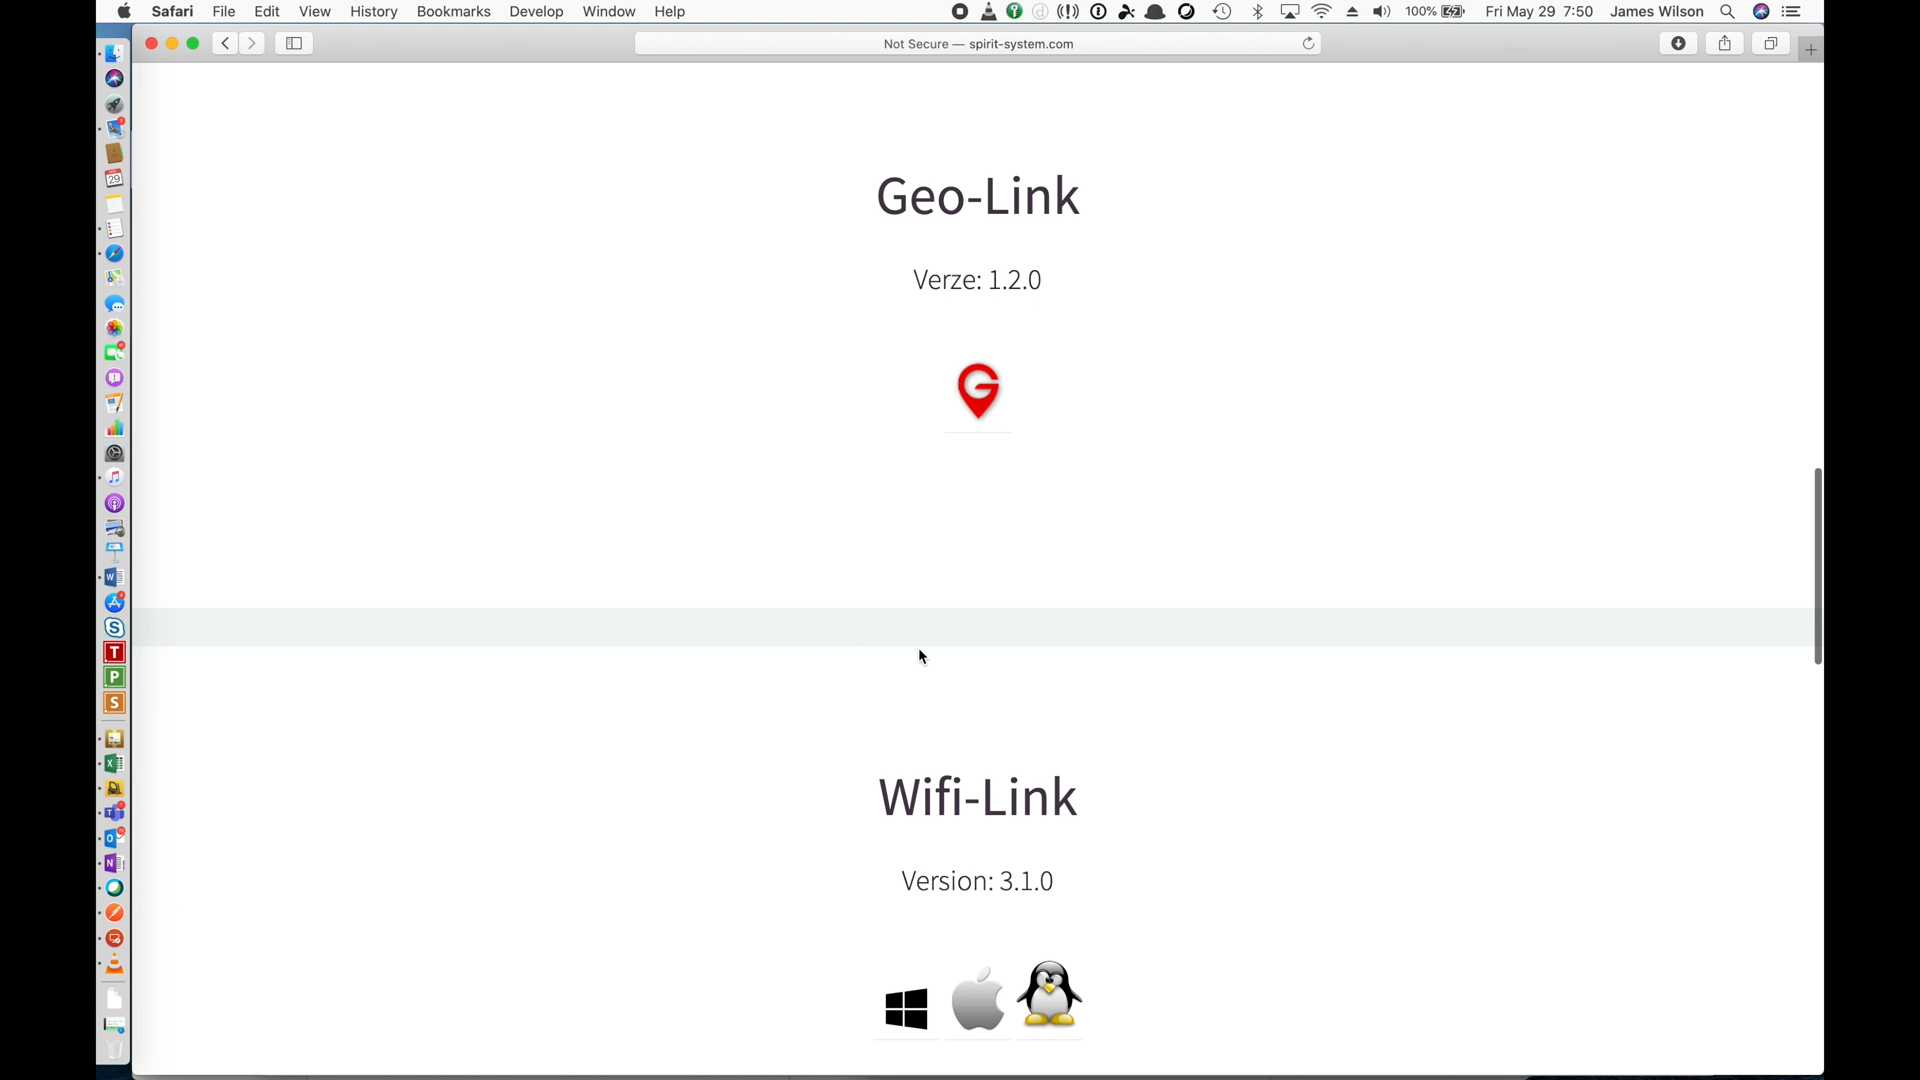 Safari File Edit View History Bookmarks Develop Window Help 100% Fri May 29 7:50 James Wilson
Not Secure — spirit-system.com
Geo-Link
Verze: 1.2.0
G
Wifi-Link
Version: 3.1.0
29
W
S
T
P
S
X
T
O
N